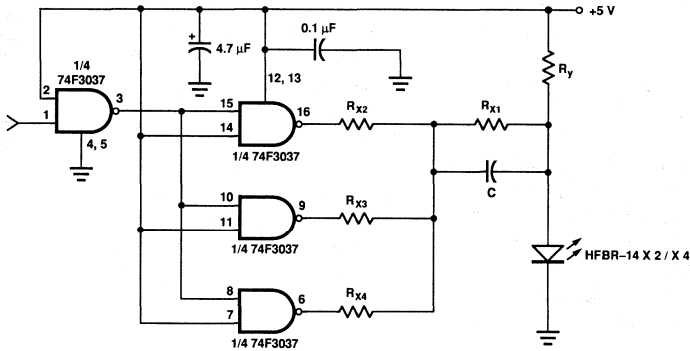 +5 V
0.1 µF
+
4.7 µF
1/4
74F3037
Ry
12, 13
2
3
1
4, 5
15
16
14
1/4 74F3037
RX2
RX1
C
10
9
11
1/4 74F3037
RX3
HFBR–14 X 2 / X 4
8
6
7
1/4 74F3037
RX4